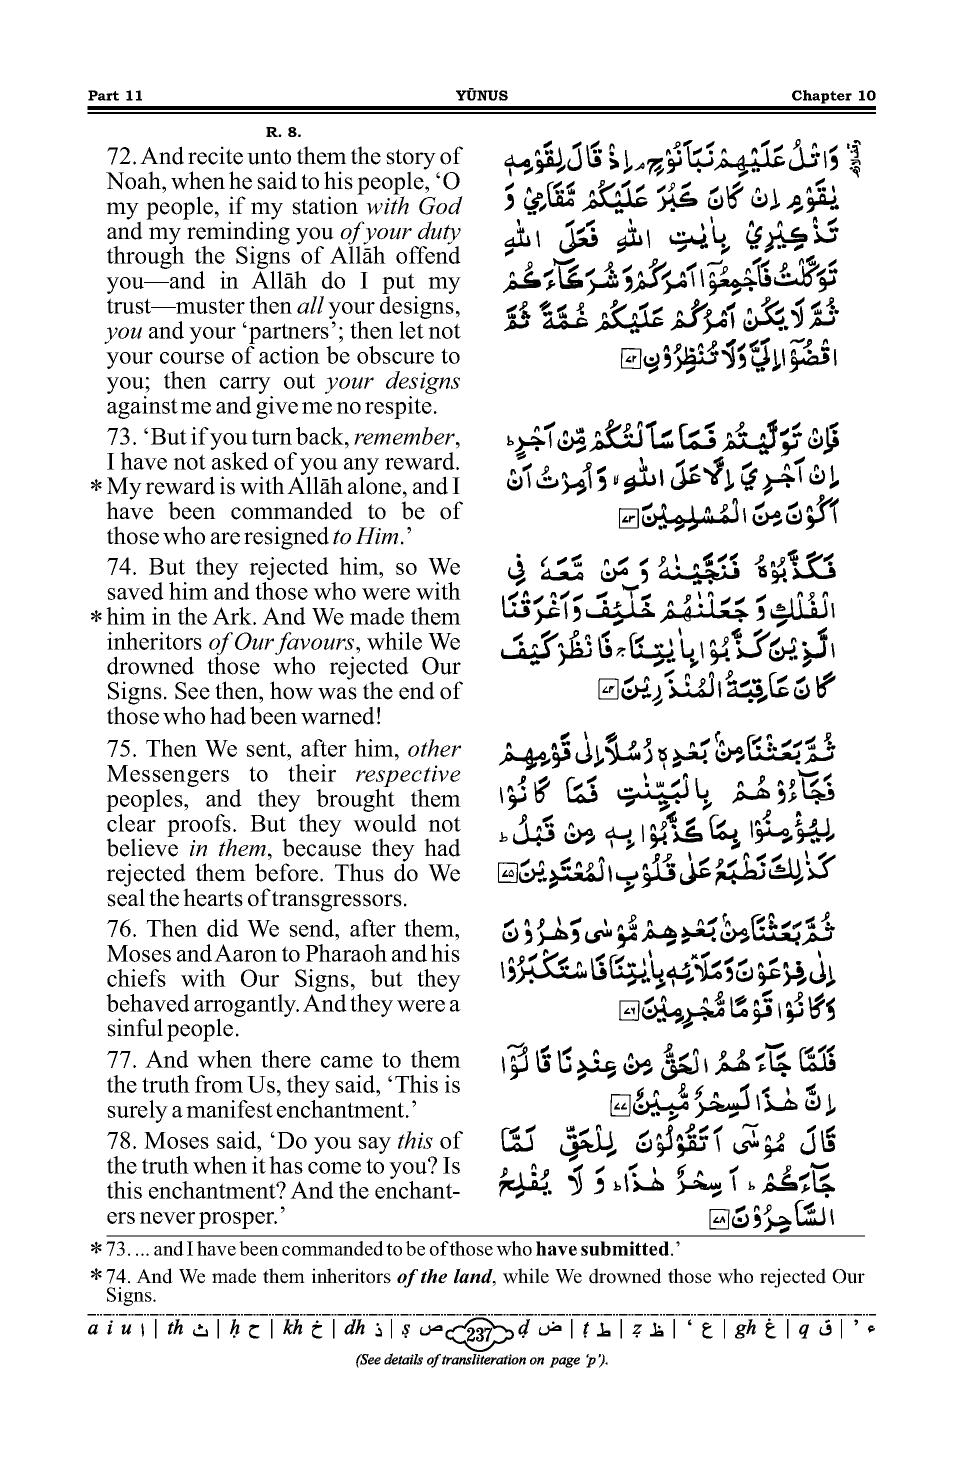 Part 11
YŪNUS
Chapter 10
R. 8.
72. And recite unto them the story of
Noah, when he said to his people, ‘O
my people, if my station with God
and my reminding you of your duty
through the Signs of Allāh offend
you—and in Allāh do I put my
trust—muster then all your designs,
you and your ‘partners’; then let not
your course of action be obscure to
you; then carry out your designs
against me and give me no respite.
وَاتْلُ عَلَيْهِمْ نَبَاَ نُوْحٍ ۘ اِذْ قَالَ لِقَوْمِهٖ
يٰقَوْمِ اِنْ كَانَ كَبُرَ عَلَيْكُمْ مَّقَامِيْ وَ
تَذْكِيْرِيْ بِاٰيٰتِ اللّٰهِ فَعَلَى اللّٰهِ
تَوَكَّلْتُ فَاَجْمِعُوْۤا اَمْرَكُمْ وَ شُرَكَآءَكُمْ
ثُمَّ لَا يَكُنْ اَمْرُكُمْ عَلَيْكُمْ غُمَّةً ثُمَّ
اقْضُوْۤا اِلَيَّ وَلَا تُنْظِرُوْنِ ۷۲
73. ‘But if you turn back, remember,
I have not asked of you any reward.
* My reward is with Allāh alone, and I
have been commanded to be of
those who are resigned to Him.’
فَاِنْ تَوَلَّيْتُمْ فَمَا سَاَلْتُكُمْ مِّنْ اَجْرٍ ؕ
اِنْ اَجْرِيَ اِلَّا عَلَى اللّٰهِ ۙ وَاُمِرْتُ اَنْ
اَكُوْنَ مِنَ الْمُسْلِمِيْنَ ۷۳
74. But they rejected him, so We
saved him and those who were with
* him in the Ark. And We made them
inheritors of Our favours, while We
drowned those who rejected Our
Signs. See then, how was the end of
those who had been warned!
فَكَذَّبُوْهُ فَنَجَّيْنٰهُ وَ مَنْ مَّعَهٗ فِي
الْفُلْكِ وَ جَعَلْنٰهُمْ خَلٰٓئِفَ وَاَغْرَقْنَا
الَّذِيْنَ كَذَّبُوْا بِاٰيٰتِنَا ۚ فَانْظُرْ كَيْفَ
كَانَ عَاقِبَةُ الْمُنْذَرِيْنَ ۷۴
75. Then We sent, after him, other
Messengers to their respective
peoples, and they brought them
clear proofs. But they would not
believe in them, because they had
rejected them before. Thus do We
seal the hearts of transgressors.
ثُمَّ بَعَثْنَا مِنْۢ بَعْدِهٖ رُسُلًا اِلٰى قَوْمِهِمْ
فَجَآءُوْهُمْ بِالْبَيِّنٰتِ فَمَا كَانُوْا
لِيُؤْمِنُوْا بِمَا كَذَّبُوْا بِهٖ مِنْ قَبْلُ ؕ
كَذٰلِكَ نَطْبَعُ عَلٰى قُلُوْبِ الْمُعْتَدِيْنَ ۷۵
76. Then did We send, after them,
Moses and Aaron to Pharaoh and his
chiefs with Our Signs, but they
behaved arrogantly. And they were a
sinful people.
ثُمَّ بَعَثْنَا مِنْۢ بَعْدِهِمْ مُّوْسٰى وَهٰرُوْنَ
اِلٰى فِرْعَوْنَ وَمَلَا۟ئِهٖ بِاٰيٰتِنَا فَاسْتَكْبَرُوْا
وَكَانُوْا قَوْمًا مُّجْرِمِيْنَ ۷۶
77. And when there came to them
the truth from Us, they said, ‘This is
surely a manifest enchantment.’
فَلَمَّا جَآءَهُمُ الْحَقُّ مِنْ عِنْدِنَا قَالُوْۤا
اِنَّ هٰذَا لَسِحْرٌ مُّبِيْنٌ ۷۷
78. Moses said, ‘Do you say this of
the truth when it has come to you? Is
this enchantment? And the enchant-
ers never prosper.’
قَالَ مُوْسٰۤى اَتَقُوْلُوْنَ لِلْحَقِّ لَمَّا
جَآءَكُمْ ؕ اَسِحْرٌ هٰذَا ؕ وَ لَا يُفْلِحُ
السَّاحِرُوْنَ ۷۸
* 73. ... and I have been commanded to be of those who have submitted.’
* 74. And We made them inheritors of the land, while We drowned those who rejected Our
Signs.
a i u ا | th ث | ḥ ح | kh خ | dh ذ | ṣ ص 237 ḍ ض | ṭ ط | ẓ ظ | ‘ ع | gh غ | q ق | ’ ء
(See details of transliteration on page ‘p’).